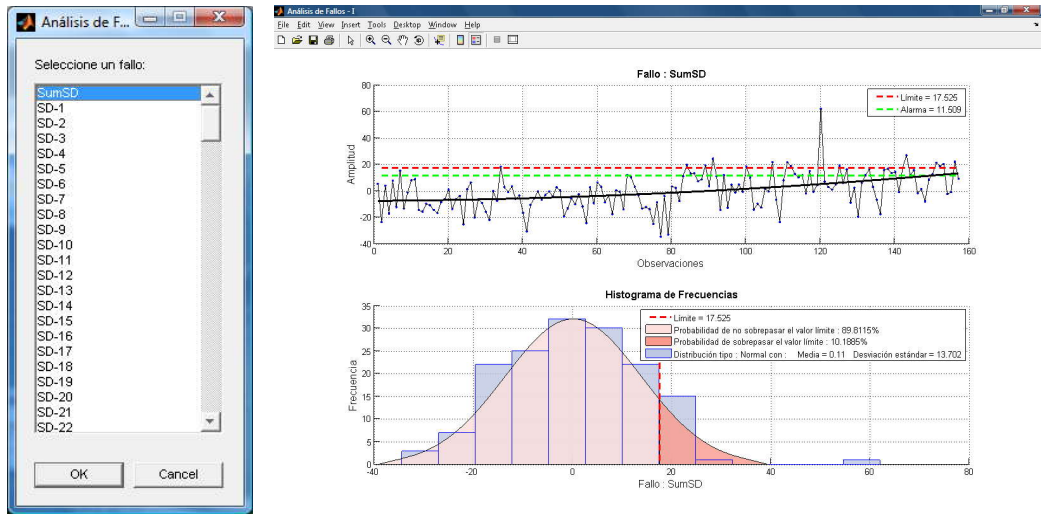 Análisis de F...
Seleccione un fallo:
SumSD
SD-1
SD-2
SD-3
SD-4
SD-5
SD-6
SD-7
SD-8
SD-9
SD-10
SD-11
SD-12
SD-13
SD-14
SD-15
SD-16
SD-17
SD-18
SD-19
SD-20
SD-21
SD-22
OK Cancel
Análisis de Fallos - I
File Edit View Insert Tools Desktop Window Help
Fallo : SumSD
Límite = 17.525
Alarma = 11.509
Amplitud
80
60
40
20
0
-20
-40
0 20 40 60 80 100 120 140 160
Observaciones
Histograma de Frecuencias
Límite = 17.525
Probabilidad de no sobrepasar el valor límite : 89.8115%
Probabilidad de sobrepasar el valor límite : 10.1885%
Distribución tipo : Normal con : Media = 0.11 Desviación estándar = 13.702
Frecuencia
35
30
25
20
15
10
5
0
-40 -20 0 20 40 60 80
Fallo : SumSD